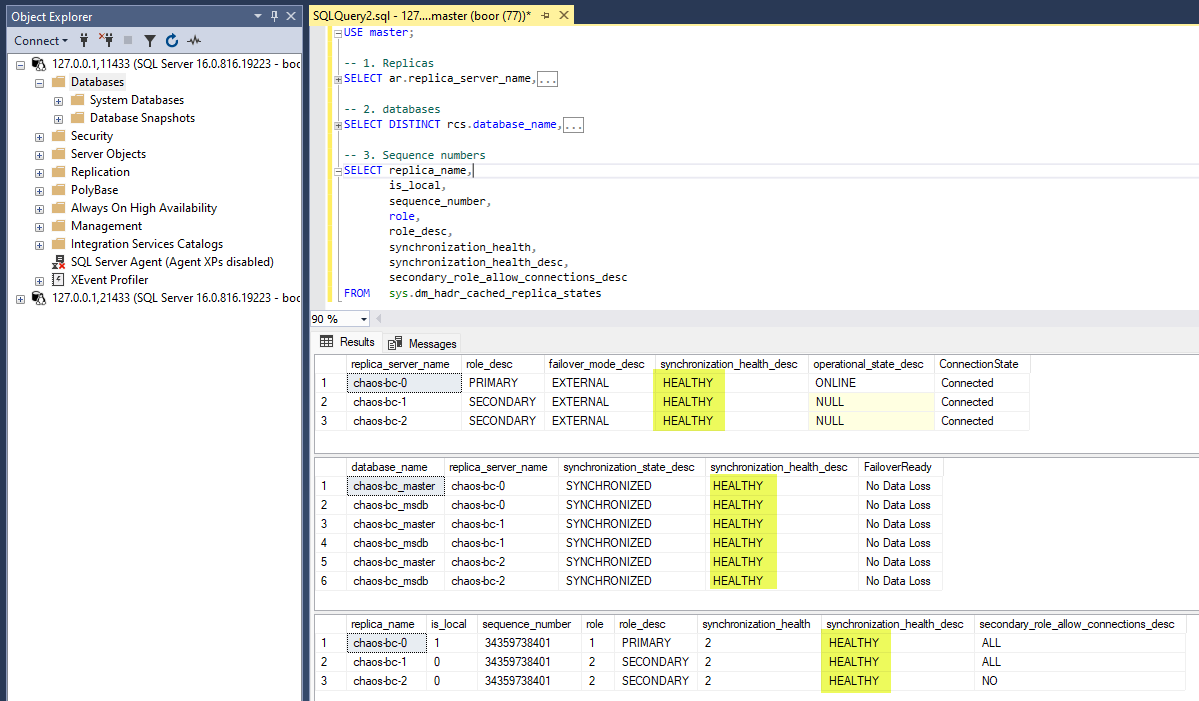 Object Explorer
Connect
127.0.0.1,11433 (SQL Server 16.0.816.19223 - boo
Databases
System Databases
Database Snapshots
Security
Server Objects
Replication
PolyBase
Always On High Availability
Management
Integration Services Catalogs
SQL Server Agent (Agent XPs disabled)
XEvent Profiler
127.0.0.1,21433 (SQL Server 16.0.816.19223 - boo
SQLQuery2.sql - 127....master (boor (77))*
USE master;
-- 1. Replicas
SELECT ar.replica_server_name,...
-- 2. databases
SELECT DISTINCT rcs.database_name,...
-- 3. Sequence numbers
SELECT replica_name,
is_local,
sequence_number,
role,
role_desc,
synchronization_health,
synchronization_health_desc,
secondary_role_allow_connections_desc
FROM sys.dm_hadr_cached_replica_states
90 %
Results Messages
replica_server_name role_desc failover_mode_desc synchronization_health_desc operational_state_desc ConnectionState
1 chaos-bc-0 PRIMARY EXTERNAL HEALTHY ONLINE Connected
2 chaos-bc-1 SECONDARY EXTERNAL HEALTHY NULL Connected
3 chaos-bc-2 SECONDARY EXTERNAL HEALTHY NULL Connected
database_name replica_server_name synchronization_state_desc synchronization_health_desc FailoverReady
1 chaos-bc_master chaos-bc-0 SYNCHRONIZED HEALTHY No Data Loss
2 chaos-bc_msdb chaos-bc-0 SYNCHRONIZED HEALTHY No Data Loss
3 chaos-bc_master chaos-bc-1 SYNCHRONIZED HEALTHY No Data Loss
4 chaos-bc_msdb chaos-bc-1 SYNCHRONIZED HEALTHY No Data Loss
5 chaos-bc_master chaos-bc-2 SYNCHRONIZED HEALTHY No Data Loss
6 chaos-bc_msdb chaos-bc-2 SYNCHRONIZED HEALTHY No Data Loss
replica_name is_local sequence_number role role_desc synchronization_health synchronization_health_desc secondary_role_allow_connections_desc
1 chaos-bc-0 1 34359738401 1 PRIMARY 2 HEALTHY ALL
2 chaos-bc-1 0 34359738401 2 SECONDARY 2 HEALTHY ALL
3 chaos-bc-2 0 34359738401 2 SECONDARY 2 HEALTHY NO